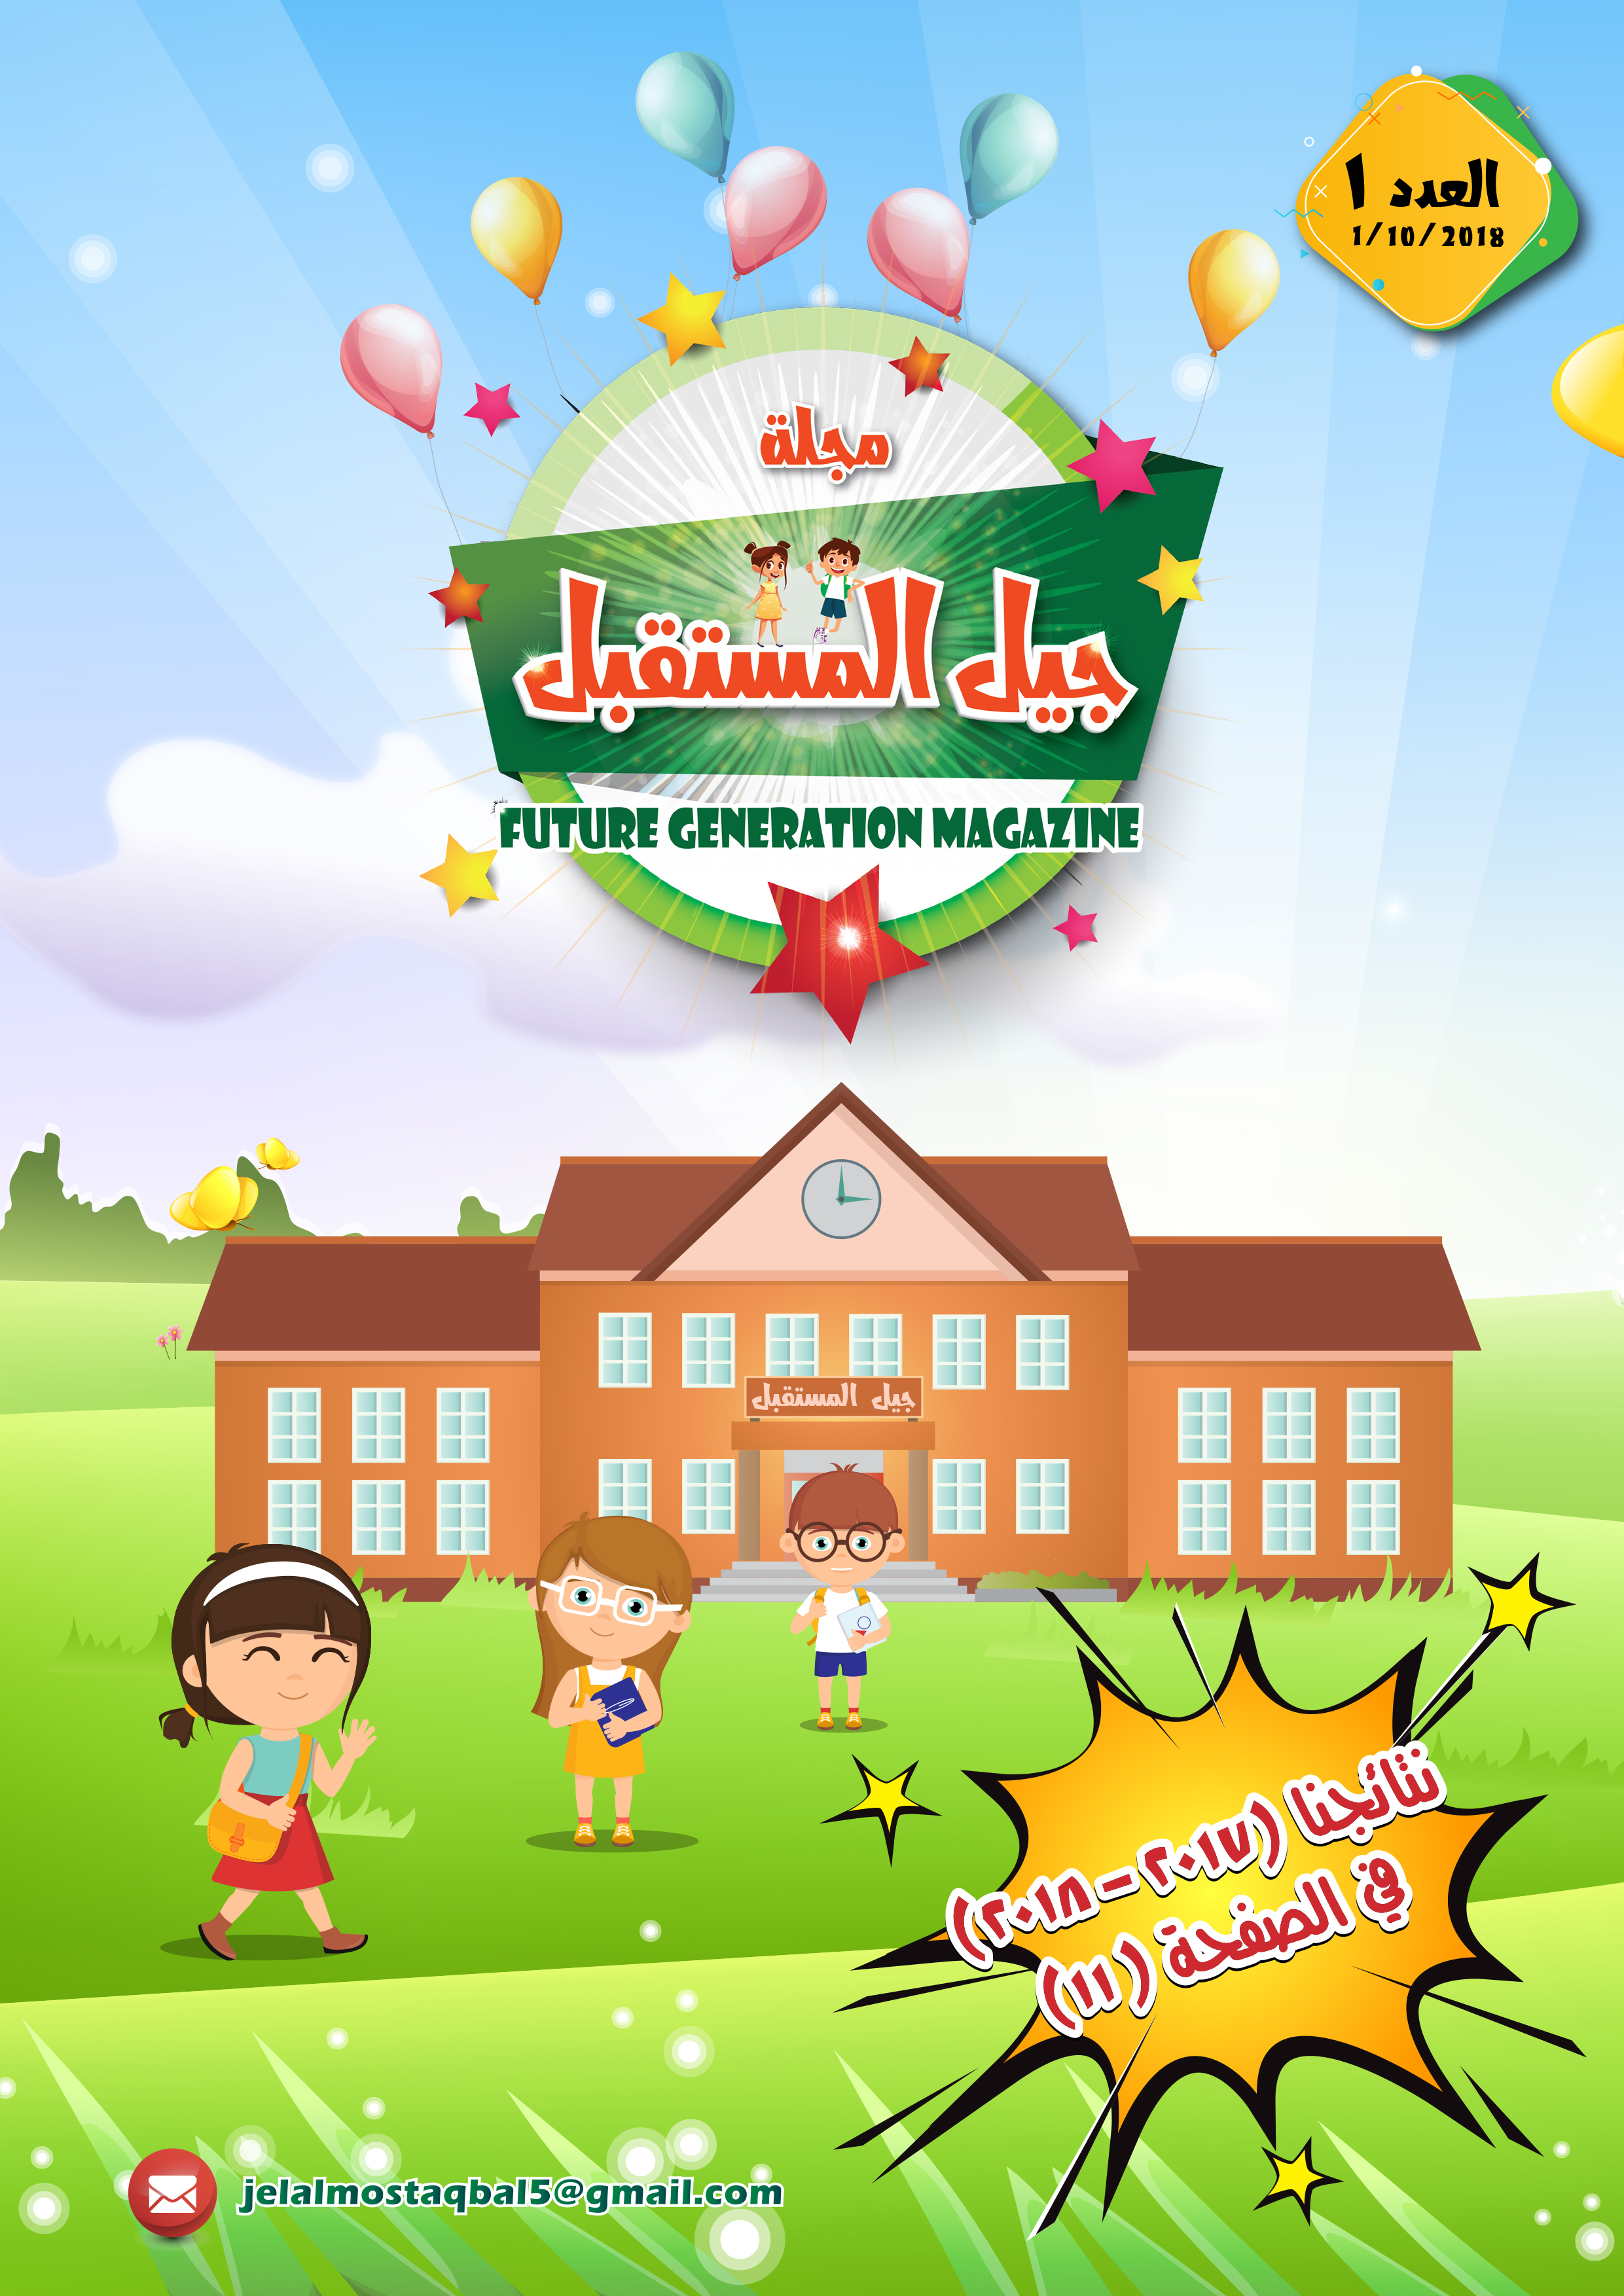 العدد ١
1/10/2018
مجلة
جيل المستقبل
FUTURE GENERATION MAGAZINE
جيل المستقبل
نتائجنا (٢٠١٧ - ٢٠١٨)
في الصفحة (١١)
jelalmostaqbal5@gmail.com